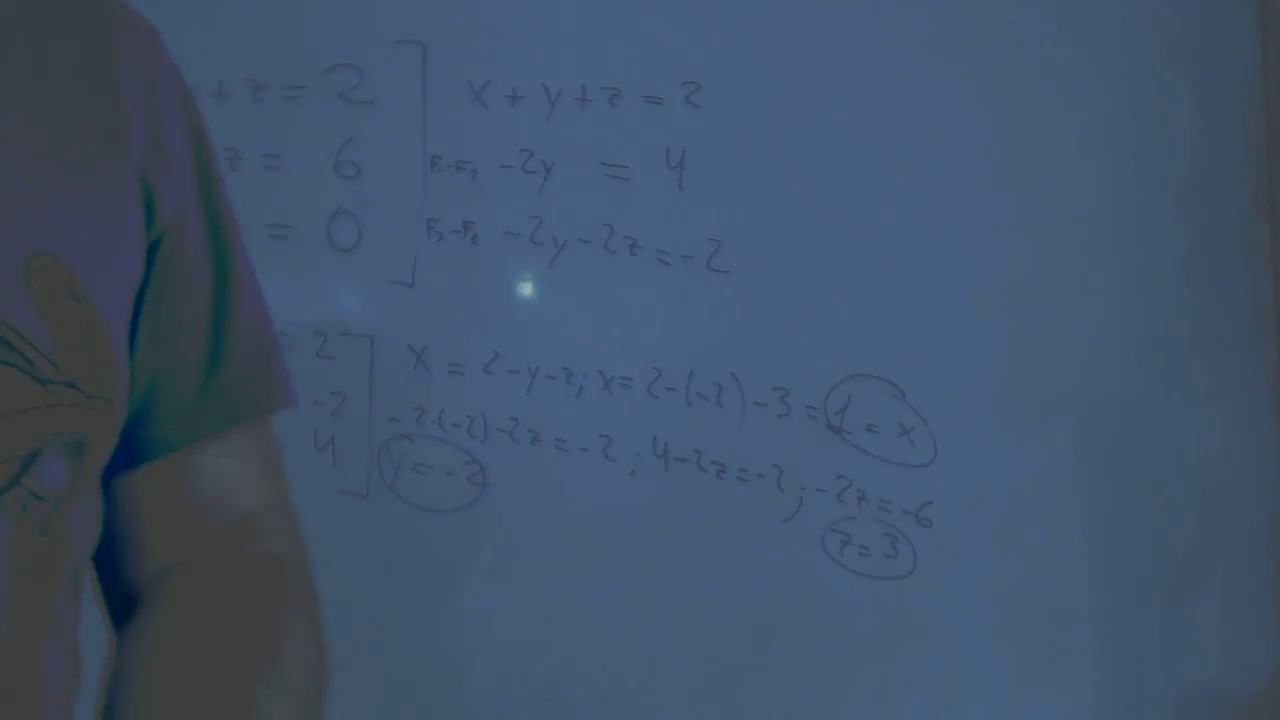 + z = 2 ] x + y + z = 2
z = 6 F₂-F₁ -2y = 4
= 0 F₃-F₁ -2y - 2z = -2
= 2 ] x = 2 - y - z ; x = 2 - (-2) - 3 = 1 = x
-2 -2·(-2) - 2z = -2 ; 4 - 2z = -2 ; -2z = -6
4 y = -2
z = 3